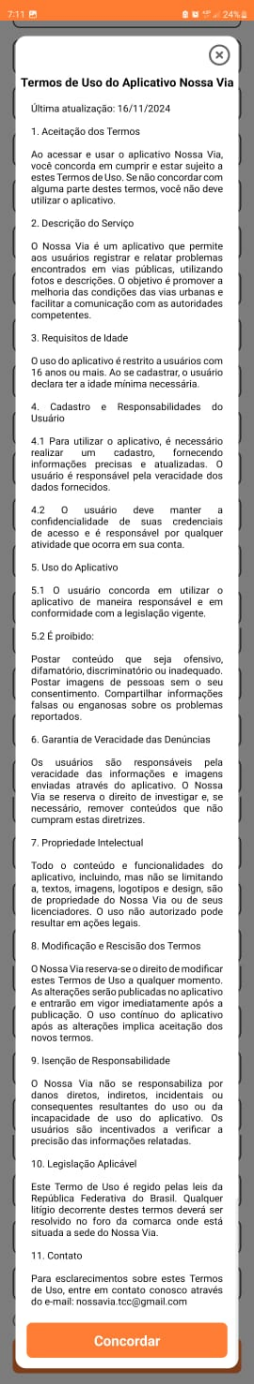 7:11
24%
Termos de Uso do Aplicativo Nossa Via
Última atualização: 16/11/2024
1. Aceitação dos Termos
Ao acessar e usar o aplicativo Nossa Via,
você concorda em cumprir e estar sujeito a
estes Termos de Uso. Se não concordar com
alguma parte destes termos, você não deve
utilizar o aplicativo.
2. Descrição do Serviço
O Nossa Via é um aplicativo que permite
aos usuários registrar e relatar problemas
encontrados em vias públicas, utilizando
fotos e descrições. O objetivo é promover a
melhoria das condições das vias urbanas e
facilitar a comunicação com as autoridades
competentes.
3. Requisitos de Idade
O uso do aplicativo é restrito a usuários com
16 anos ou mais. Ao se cadastrar, o usuário
declara ter a idade mínima necessária.
4. Cadastro e Responsabilidades do
Usuário
4.1 Para utilizar o aplicativo, é necessário
realizar um cadastro, fornecendo
informações precisas e atualizadas. O
usuário é responsável pela veracidade dos
dados fornecidos.
4.2 O usuário deve manter a
confidencialidade de suas credenciais
de acesso e é responsável por qualquer
atividade que ocorra em sua conta.
5. Uso do Aplicativo
5.1 O usuário concorda em utilizar o
aplicativo de maneira responsável e em
conformidade com a legislação vigente.
5.2 É proibido:
Postar conteúdo que seja ofensivo,
difamatório, discriminatório ou inadequado.
Postar imagens de pessoas sem o seu
consentimento. Compartilhar informações
falsas ou enganosas sobre os problemas
reportados.
6. Garantia de Veracidade das Denúncias
Os usuários são responsáveis pela
veracidade das informações e imagens
enviadas através do aplicativo. O Nossa
Via se reserva o direito de investigar e, se
necessário, remover conteúdos que não
cumpram estas diretrizes.
7. Propriedade Intelectual
Todo o conteúdo e funcionalidades do
aplicativo, incluindo, mas não se limitando
a, textos, imagens, logotipos e design, são
de propriedade do Nossa Via ou de seus
licenciadores. O uso não autorizado pode
resultar em ações legais.
8. Modificação e Rescisão dos Termos
O Nossa Via reserva-se o direito de modificar
estes Termos de Uso a qualquer momento.
As alterações serão publicadas no aplicativo
e entrarão em vigor imediatamente após a
publicação. O uso contínuo do aplicativo
após as alterações implica aceitação dos
novos termos.
9. Isenção de Responsabilidade
O Nossa Via não se responsabiliza por
danos diretos, indiretos, incidentais ou
consequentes resultantes do uso ou da
incapacidade de uso do aplicativo. Os
usuários são incentivados a verificar a
precisão das informações relatadas.
10. Legislação Aplicável
Este Termo de Uso é regido pelas leis da
República Federativa do Brasil. Qualquer
litígio decorrente destes termos deverá ser
resolvido no foro da comarca onde está
situada a sede do Nossa Via.
11. Contato
Para esclarecimentos sobre estes Termos
de Uso, entre em contato conosco através
do e-mail: nossavia.tcc@gmail.com
Concordar